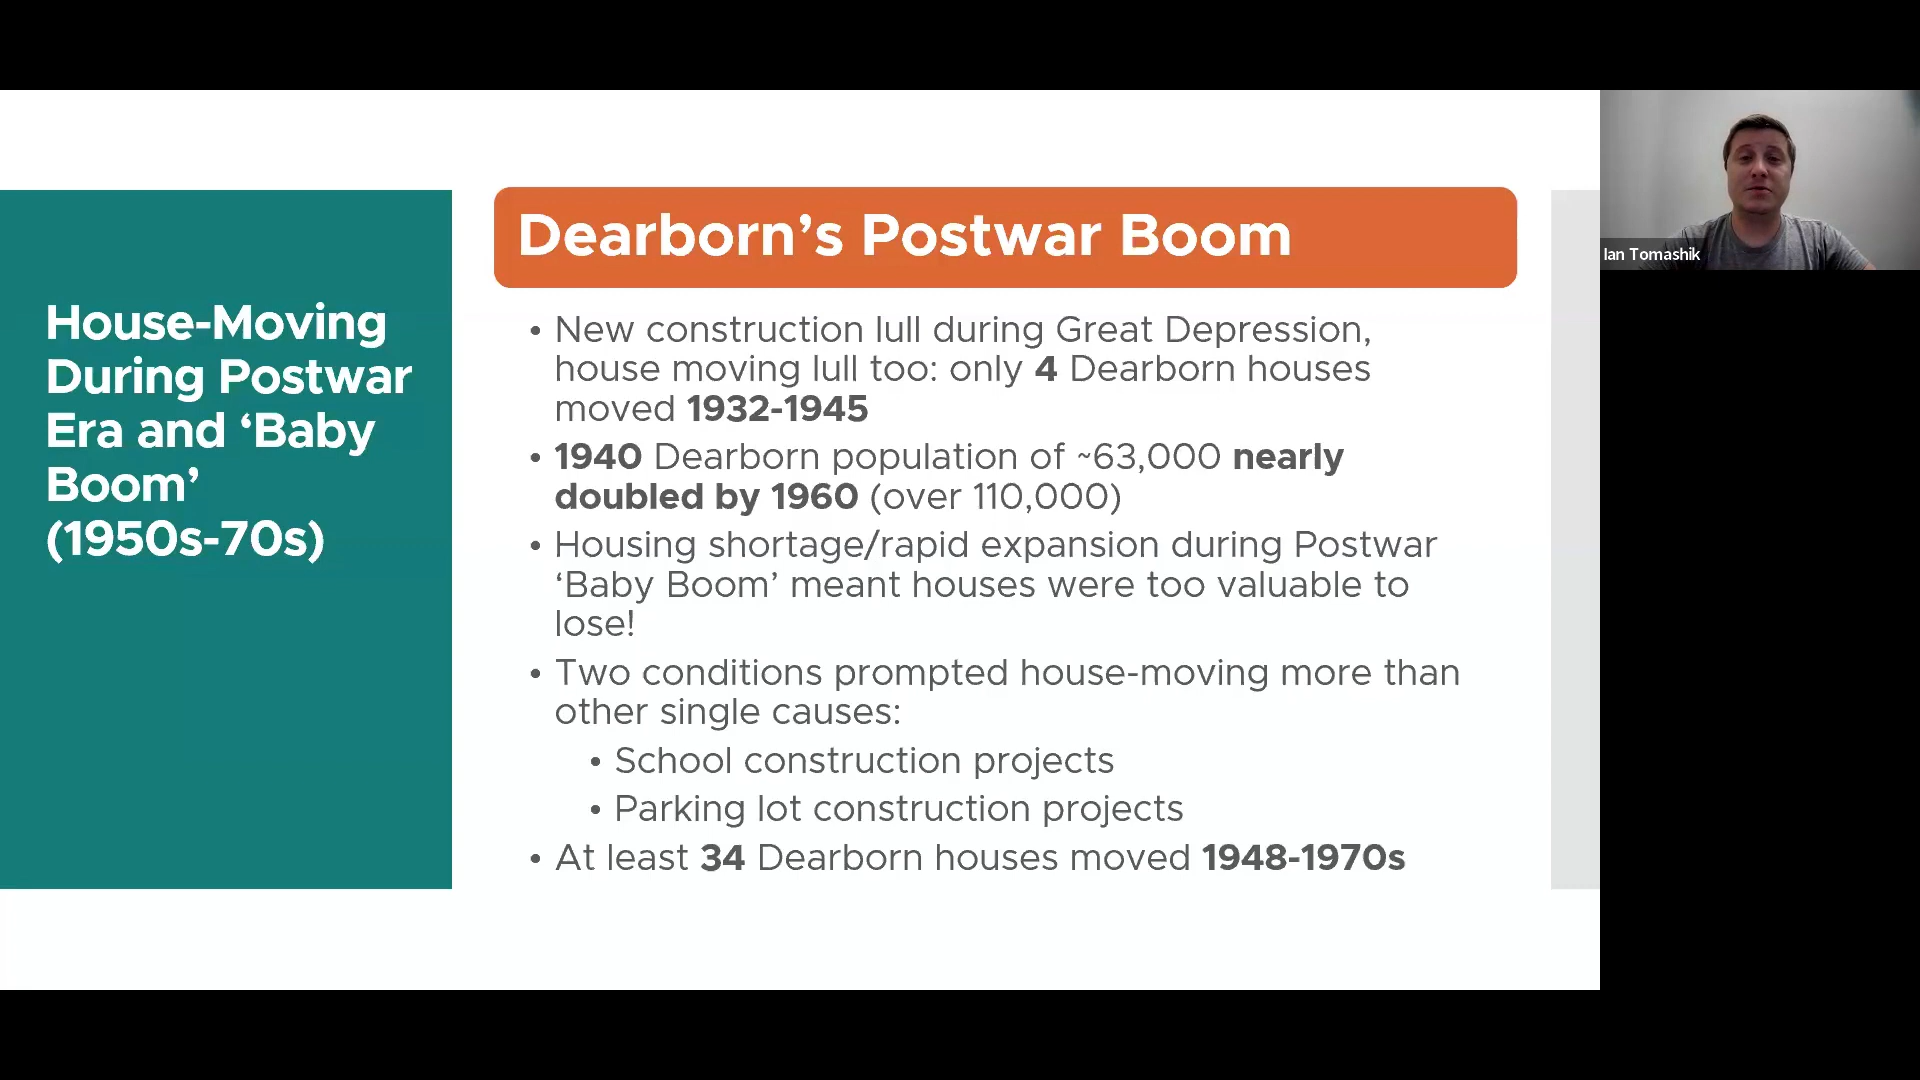 House-Moving
During Postwar
Era and ‘Baby
Boom’
(1950s-70s)
Dearborn’s Postwar Boom
• New construction lull during Great Depression,
house moving lull too: only 4 Dearborn houses
moved 1932-1945
• 1940 Dearborn population of ~63,000 nearly
doubled by 1960 (over 110,000)
• Housing shortage/rapid expansion during Postwar
‘Baby Boom’ meant houses were too valuable to
lose!
• Two conditions prompted house-moving more than
other single causes:
• School construction projects
• Parking lot construction projects
• At least 34 Dearborn houses moved 1948-1970s
Ian Tomashik